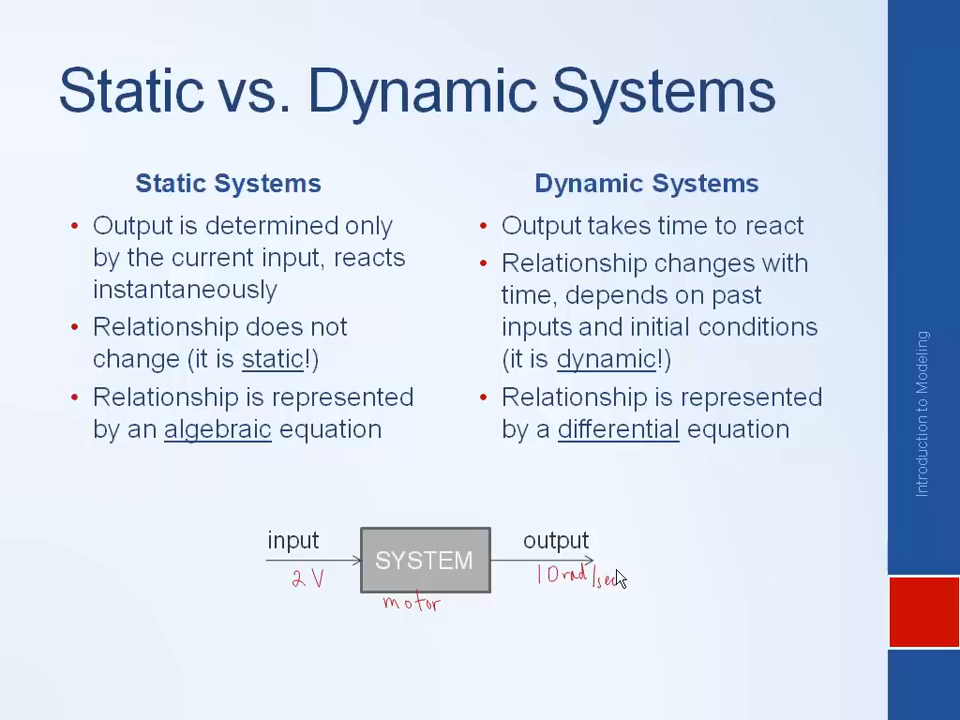 Static vs. Dynamic Systems
Static Systems
• Output is determined only
by the current input, reacts
instantaneously
• Relationship does not
change (it is static!)
• Relationship is represented
by an algebraic equation
Dynamic Systems
• Output takes time to react
• Relationship changes with
time, depends on past
inputs and initial conditions
(it is dynamic!)
• Relationship is represented
by a differential equation
input
2 V
SYSTEM
motor
output
10 rad/sec
Introduction to Modeling